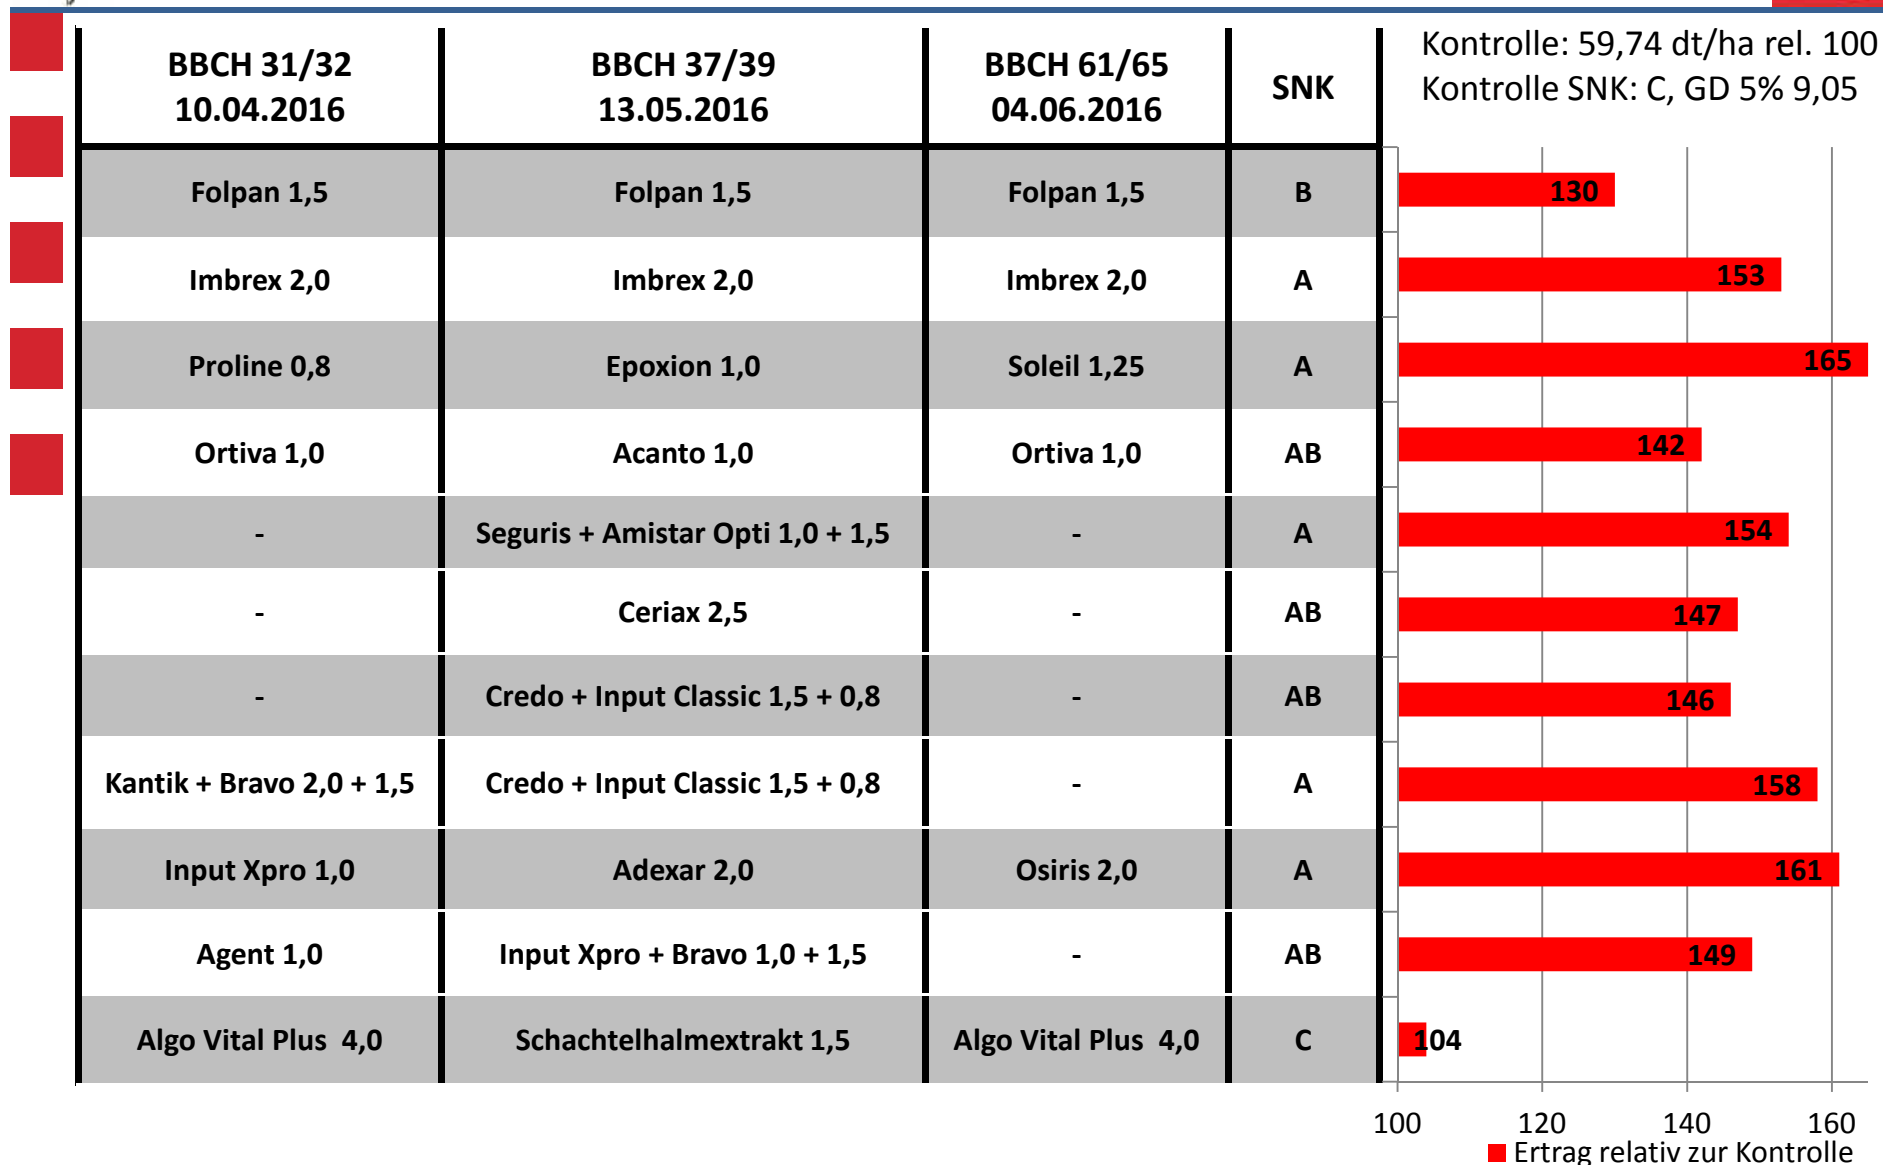 BBCH 31/32 BBCH 37/39 BBCH 61/65 SNK
10.04.2016 13.05.2016 04.06.2016
Kontrolle: 59,74 dt/ha rel. 100
Kontrolle SNK: C, GD 5% 9,05
Folpan 1,5 Folpan 1,5 Folpan 1,5 B 130
Imbrex 2,0 Imbrex 2,0 Imbrex 2,0 A 153
Proline 0,8 Epoxion 1,0 Soleil 1,25 A 165
Ortiva 1,0 Acanto 1,0 Ortiva 1,0 AB 142
- Seguris + Amistar Opti 1,0 + 1,5 - A 154
- Ceriax 2,5 - AB 147
- Credo + Input Classic 1,5 + 0,8 - AB 146
Kantik + Bravo 2,0 + 1,5 Credo + Input Classic 1,5 + 0,8 - A 158
Input Xpro 1,0 Adexar 2,0 Osiris 2,0 A 161
Agent 1,0 Input Xpro + Bravo 1,0 + 1,5 - AB 149
Algo Vital Plus 4,0 Schachtelhalmextrakt 1,5 Algo Vital Plus 4,0 C 104
100 120 140 160
Ertrag relativ zur Kontrolle